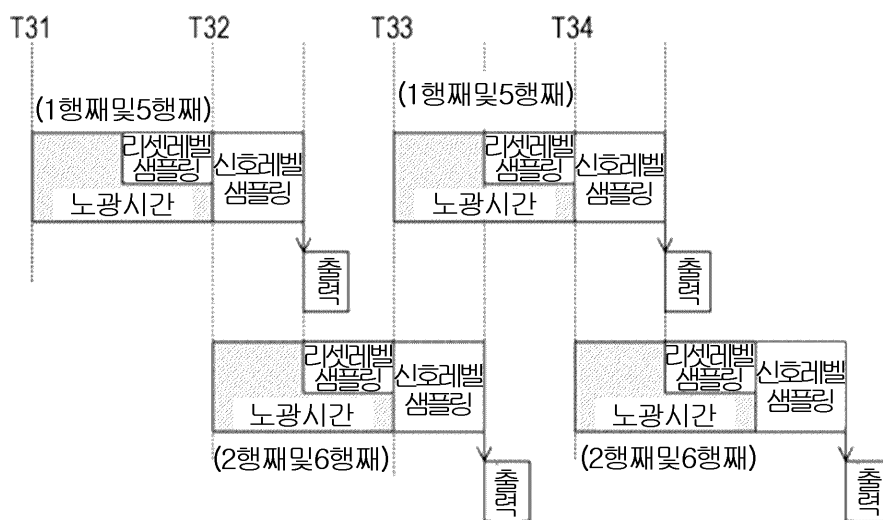 T31 T32 T33 T34
(1행째및5행째)
리셋레벨
샘플링
신호레벨
샘플링
노광시간
출력
(1행째및5행째)
리셋레벨
샘플링
신호레벨
샘플링
노광시간
출력
리셋레벨
샘플링
신호레벨
샘플링
노광시간
(2행째및6행째)
출력
리셋레벨
샘플링
신호레벨
샘플링
노광시간
(2행째및6행째)
출력